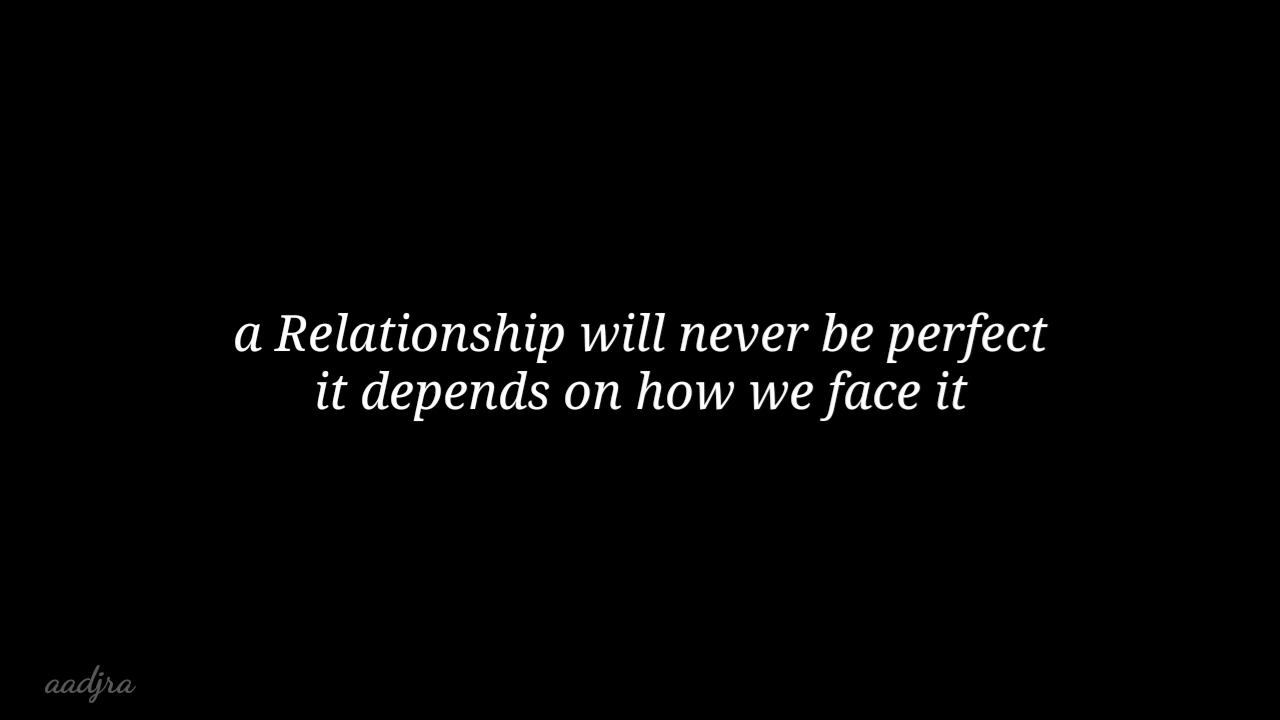 a Relationship will never be perfect
it depends on how we face it
aadjra